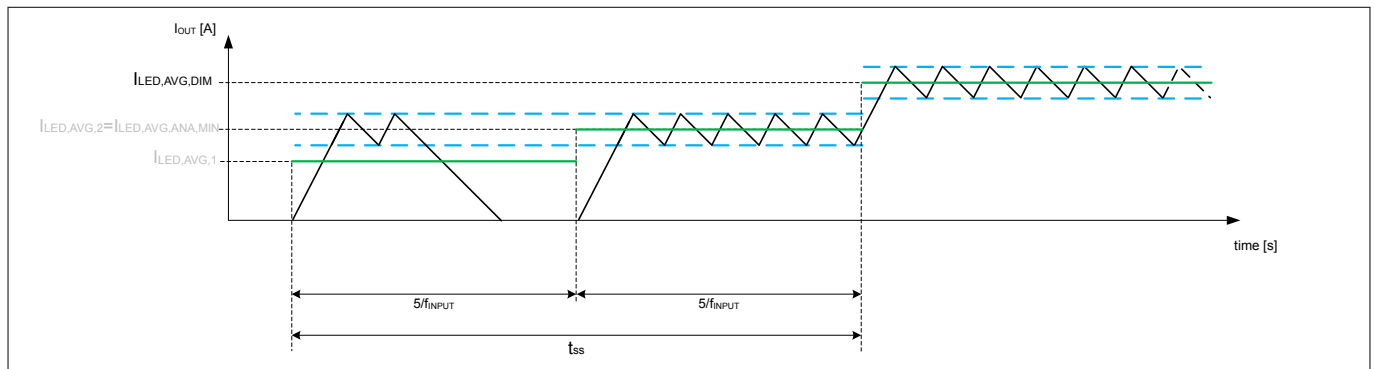 IOUT [A]
ILED,AVG,DIM
ILED,AVG,2=ILED,AVG,ANA,MIN
ILED,AVG,1
time [s]
5/fINPUT
5/fINPUT
tss